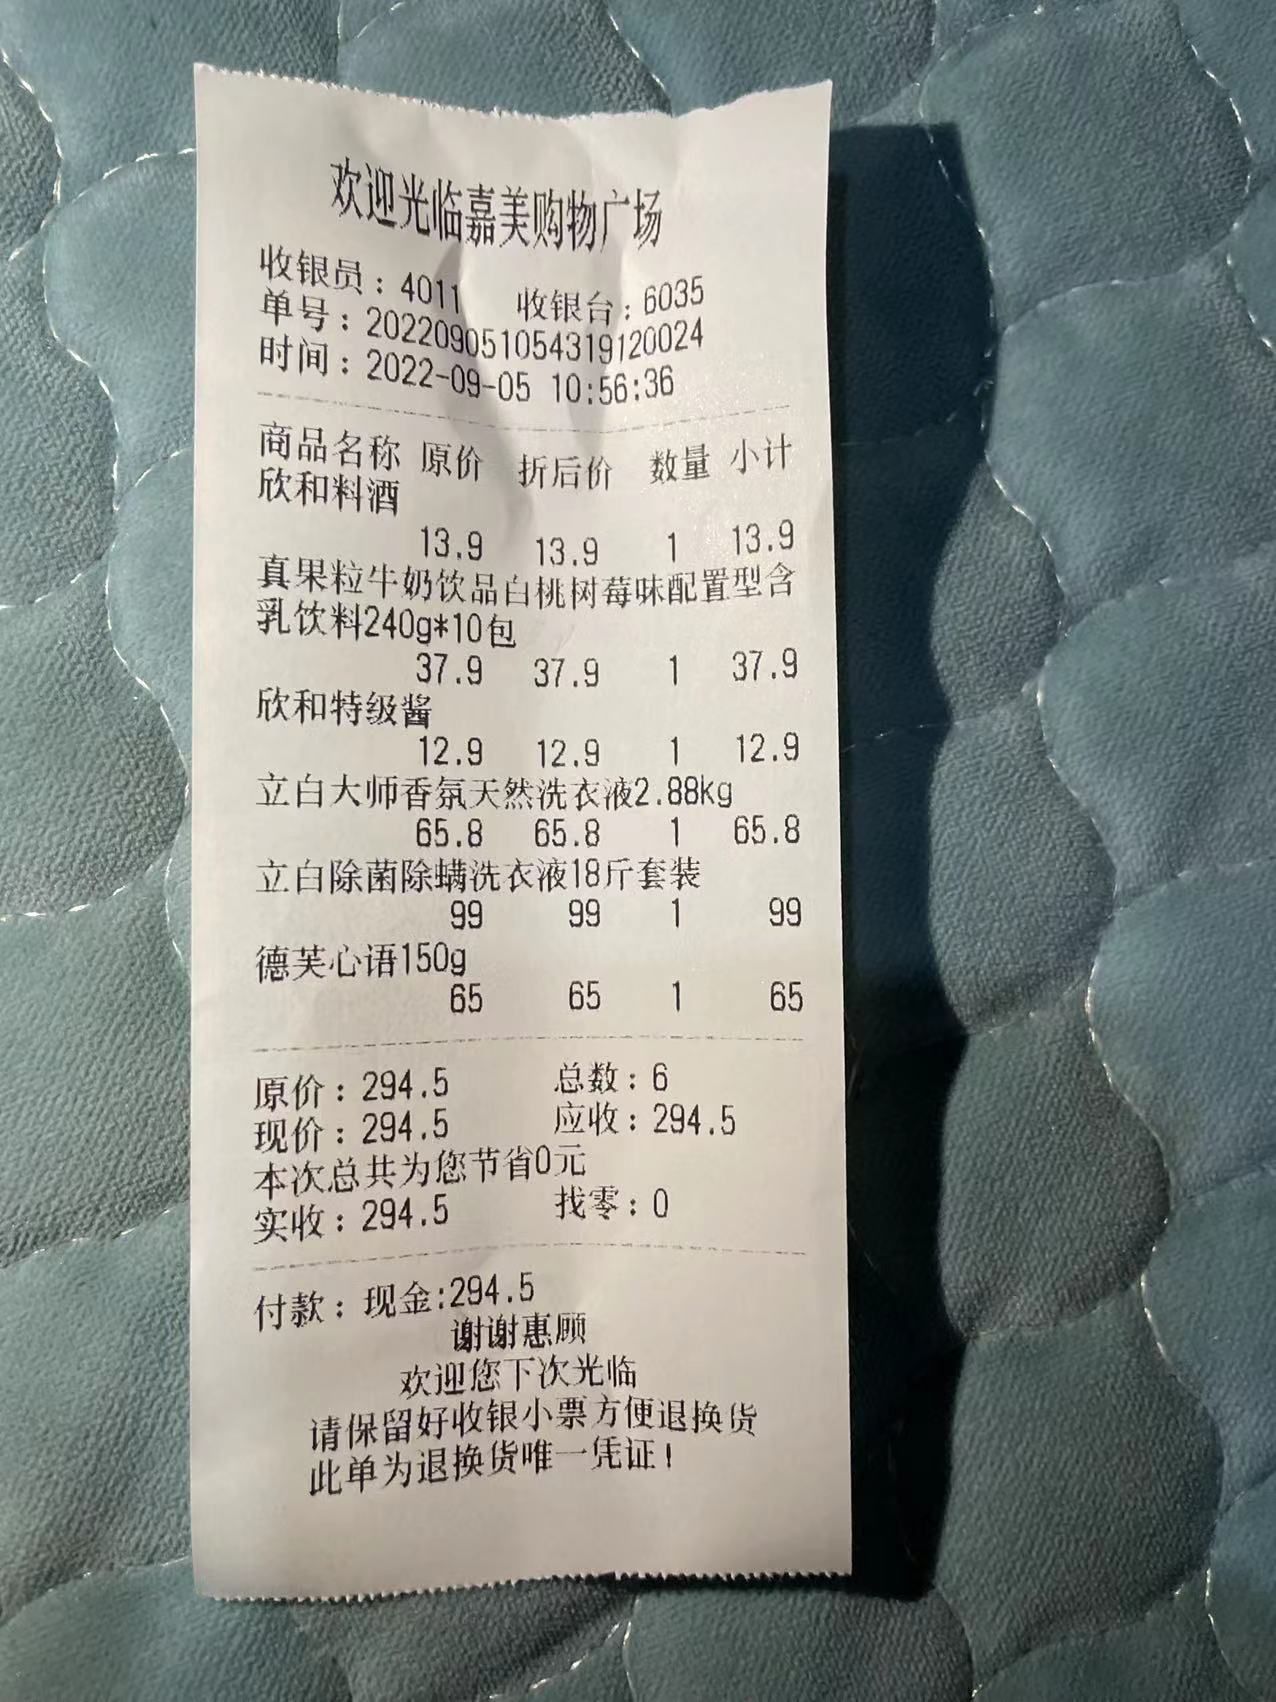 欢迎光临嘉美购物广场
收银员：4011 收银台：6035
单号：202209051054319120024
时间：2022-09-05 10:56:36
商品名称 原价 折后价 数量 小计
欣和料酒
13.9 13.9 1 13.9
真果粒牛奶饮品白桃树莓味配置型含
乳饮料240g*10包
37.9 37.9 1 37.9
欣和特级酱
12.9 12.9 1 12.9
立白大师香氛天然洗衣液2.88kg
65.8 65.8 1 65.8
立白除菌除螨洗衣液18斤套装
99 99 1 99
德芙心语150g
65 65 1 65
原价：294.5 总数：6
现价：294.5 应收：294.5
本次总共为您节省0元
实收：294.5 找零：0
付款：现金:294.5
谢谢惠顾
欢迎您下次光临
请保留好收银小票方便退换货
此单为退换货唯一凭证！